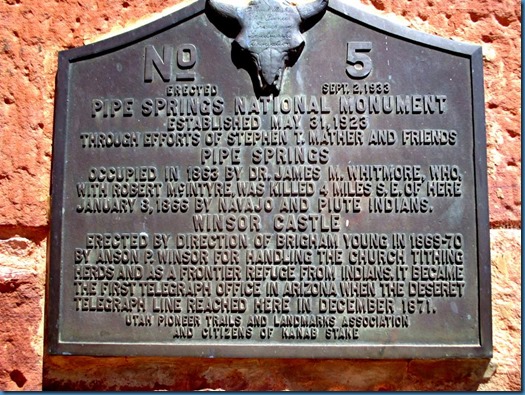 No 5
ERECTED SEPT. 2, 1933
PIPE SPRINGS NATIONAL MONUMENT
ESTABLISHED MAY 31, 1923
THROUGH EFFORTS OF STEPHEN T. MATHER AND FRIENDS
PIPE SPRINGS
OCCUPIED IN 1863 BY DR. JAMES M. WHITMORE, WHO,
WITH ROBERT McINTYRE, WAS KILLED 4 MILES S.E. OF HERE
JANUARY 8, 1866 BY NAVAJO AND PIUTE INDIANS.
WINSOR CASTLE
ERECTED BY DIRECTION OF BRIGHAM YOUNG IN 1869-70
BY ANSON P. WINSOR FOR HANDLING THE CHURCH TITHING
HERDS AND AS A FRONTIER REFUGE FROM INDIANS. IT BECAME
THE FIRST TELEGRAPH OFFICE IN ARIZONA WHEN THE DESERET
TELEGRAPH LINE REACHED HERE IN DECEMBER 1871.
UTAH PIONEER TRAILS AND LANDMARKS ASSOCIATION
AND CITIZENS OF KANAB STAKE